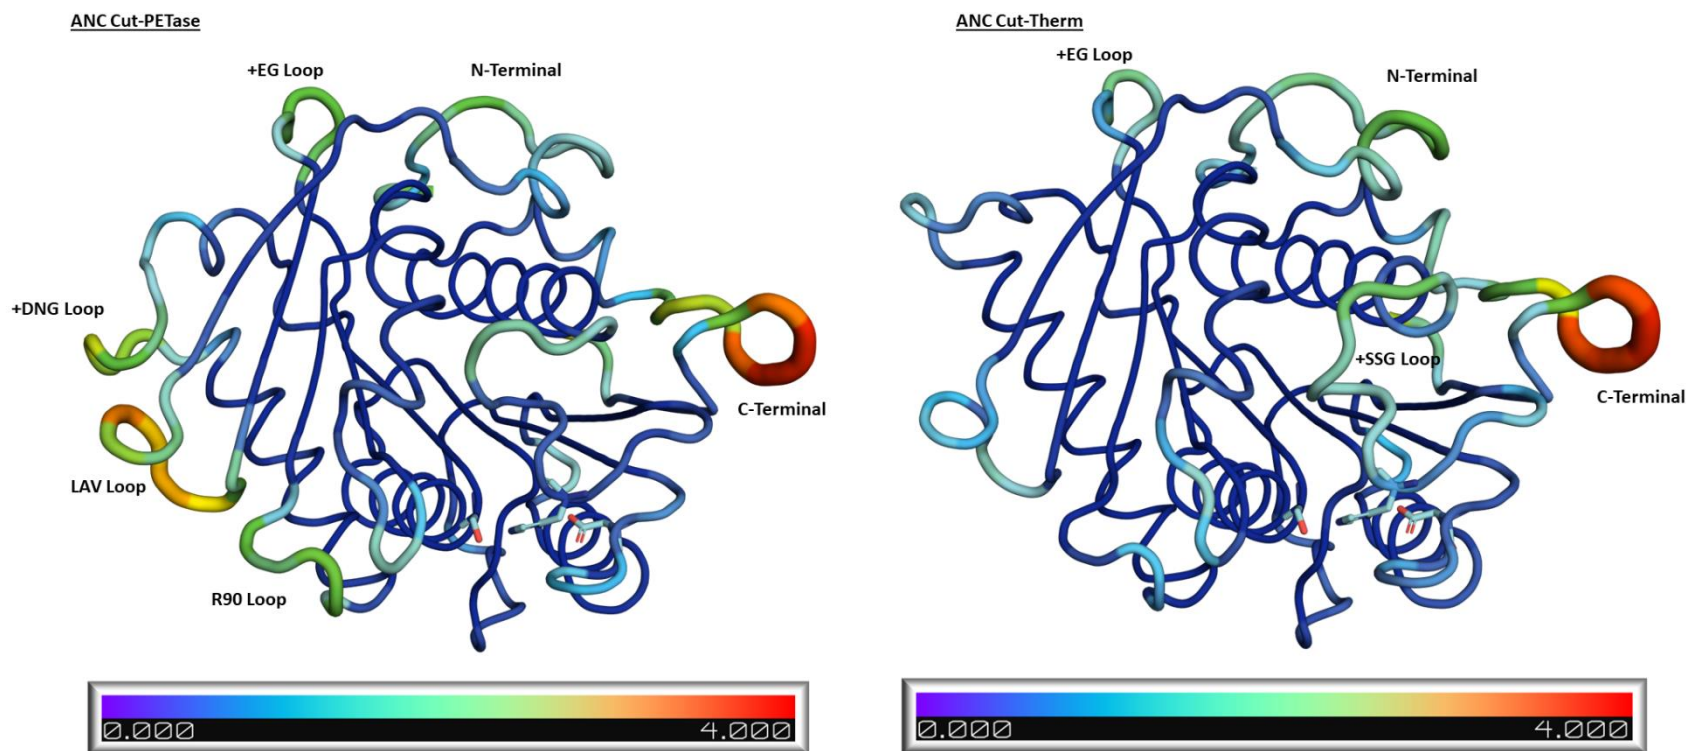 ANC Cut-PETase
ANC Cut-Therm
+EG Loop
N-Terminal
+EG Loop
N-Terminal
+DNG Loop
+SSG Loop
C-Terminal
C-Terminal
LAV Loop
R90 Loop
0.000
4.000
0.000
4.000